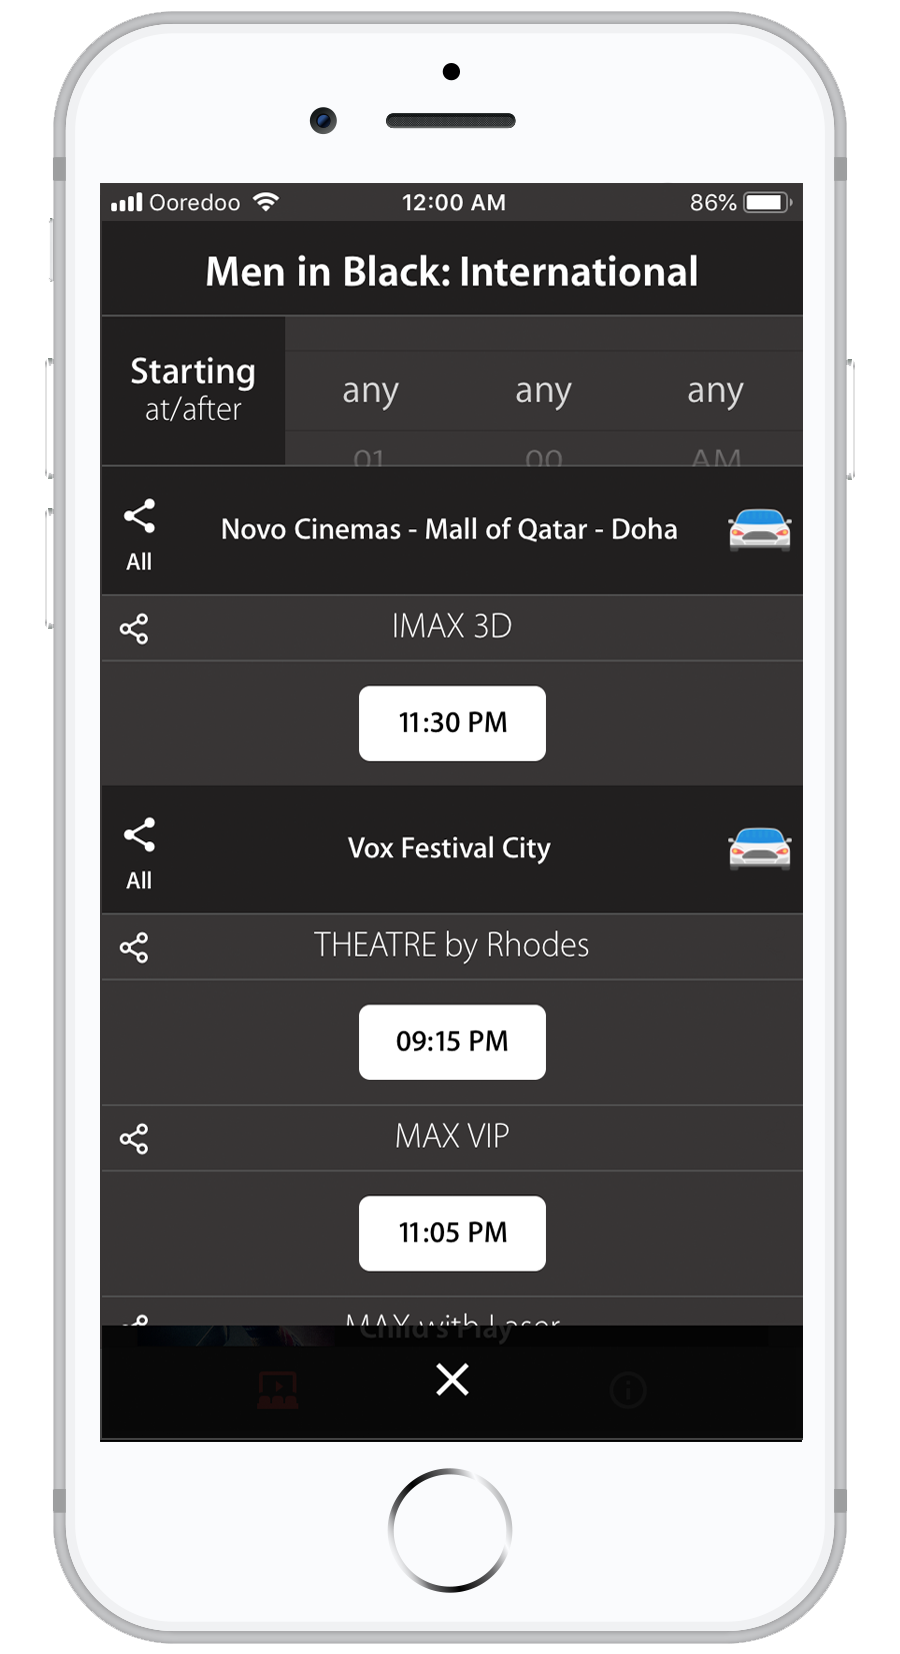 Ooredoo 12:00 AM 86%
Men in Black: International
Starting
at/after
any any any
01 00 AM
All
Novo Cinemas - Mall of Qatar - Doha
IMAX 3D
11:30 PM
All
Vox Festival City
THEATRE by Rhodes
09:15 PM
MAX VIP
11:05 PM
MAX with Laser
Child's Play